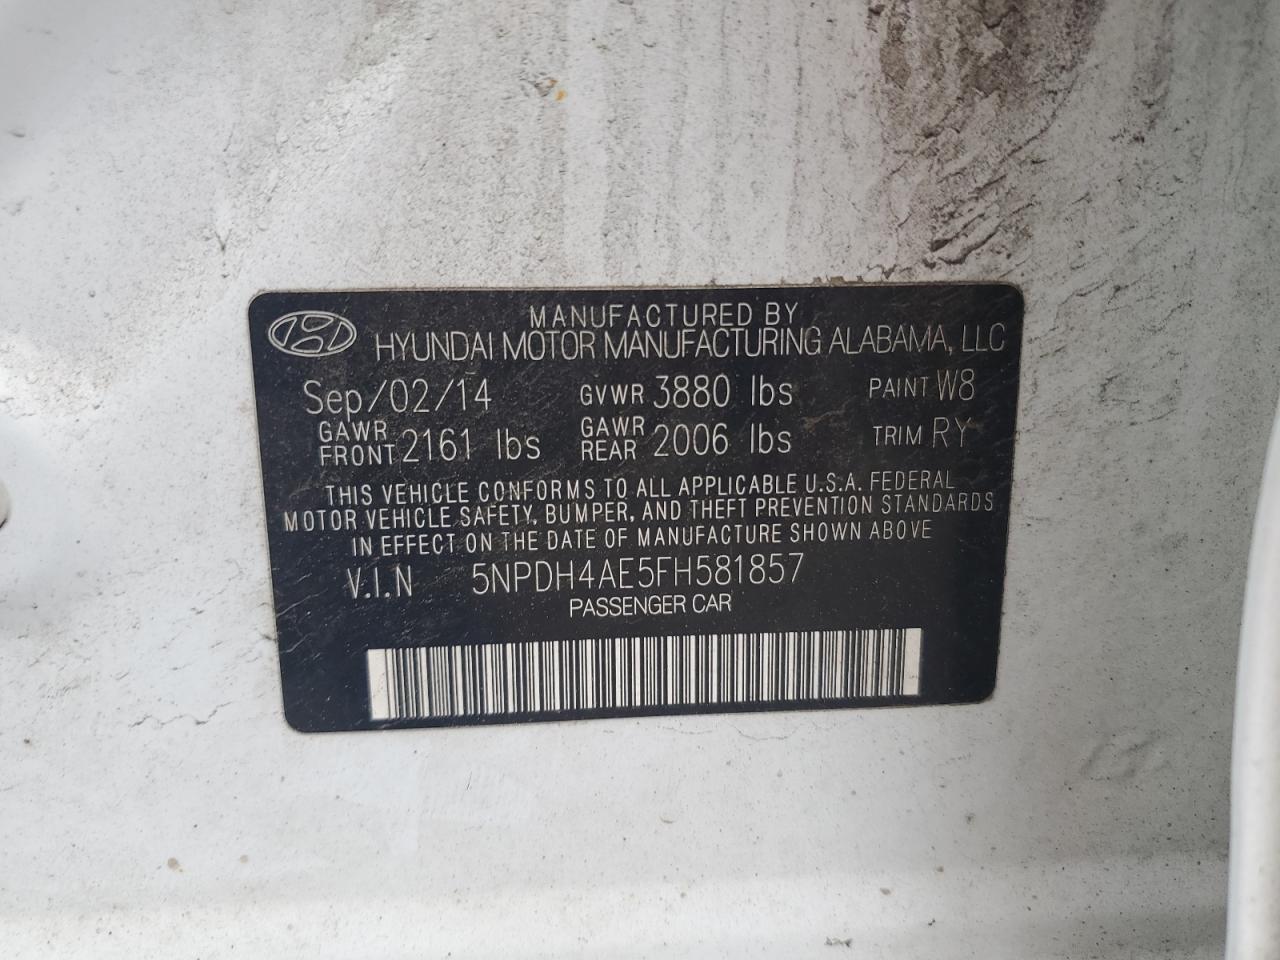 MANUFACTURED BY
HYUNDAI MOTOR MANUFACTURING ALABAMA, LLC
Sep/02/14 GVWR 3880 lbs PAINT W8
GAWR FRONT 2161 lbs GAWR REAR 2006 lbs TRIM RY
THIS VEHICLE CONFORMS TO ALL APPLICABLE U.S.A. FEDERAL
MOTOR VEHICLE SAFETY, BUMPER, AND THEFT PREVENTION STANDARDS
IN EFFECT ON THE DATE OF MANUFACTURE SHOWN ABOVE
V.I.N 5NPDH4AE5FH581857
PASSENGER CAR